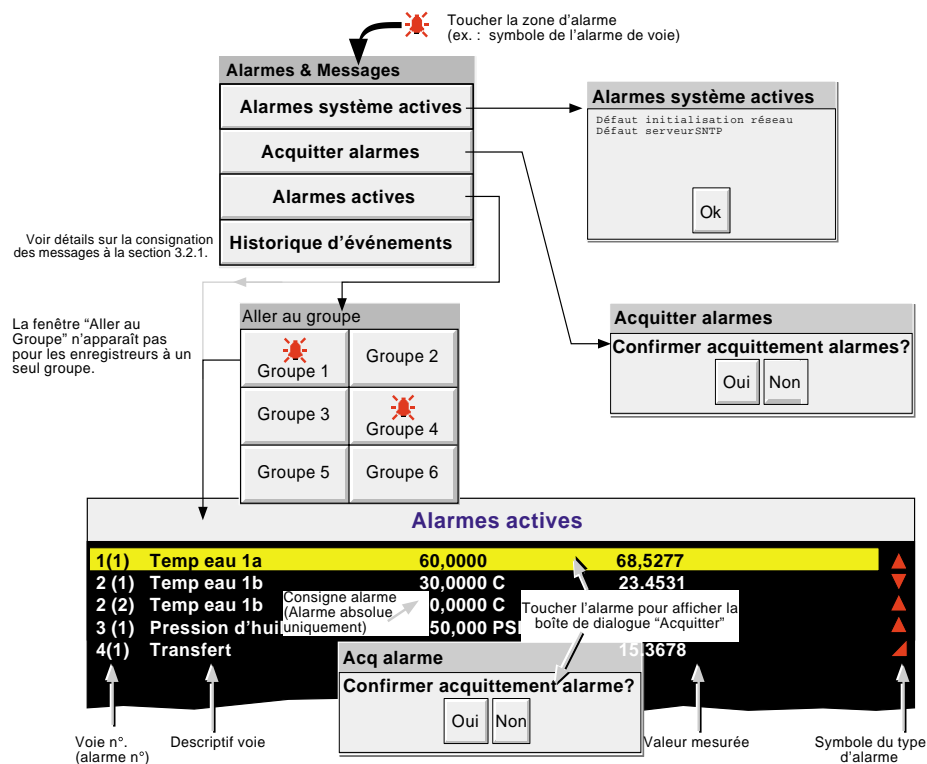 Toucher la zone d'alarme
(ex. : symbole de l'alarme de voie)
Alarmes & Messages
Alarmes système actives
Acquitter alarmes
Alarmes actives
Historique d'événements
Alarmes système actives
Défaut initialisation réseau
Défaut serveurSNTP
Ok
Voir détails sur la consignation
des messages à la section 3.2.1.
La fenêtre "Aller au
Groupe" n'apparaît pas
pour les enregistreurs à un
seul groupe.
Aller au groupe
Groupe 1
Groupe 2
Groupe 3
Groupe 4
Groupe 5
Groupe 6
Acquitter alarmes
Confirmer acquittement alarmes?
Oui Non
Alarmes actives
1(1) Temp eau 1a 60,0000 68,5277
2 (1) Temp eau 1b 30,0000 C 23.4531
2 (2) Temp eau 1b 0,0000 C
3 (1) Pression d'hui 50,000 PSI
4(1) Transfert 15.3678
Consigne alarme
(Alarme absolue
uniquement)
Toucher l'alarme pour afficher la
boîte de dialogue "Acquitter"
Acq alarme
Confirmer acquittement alarme?
Oui Non
Voie n°.
(alarme n°)
Descriptif voie
Valeur mesurée
Symbole du type
d'alarme